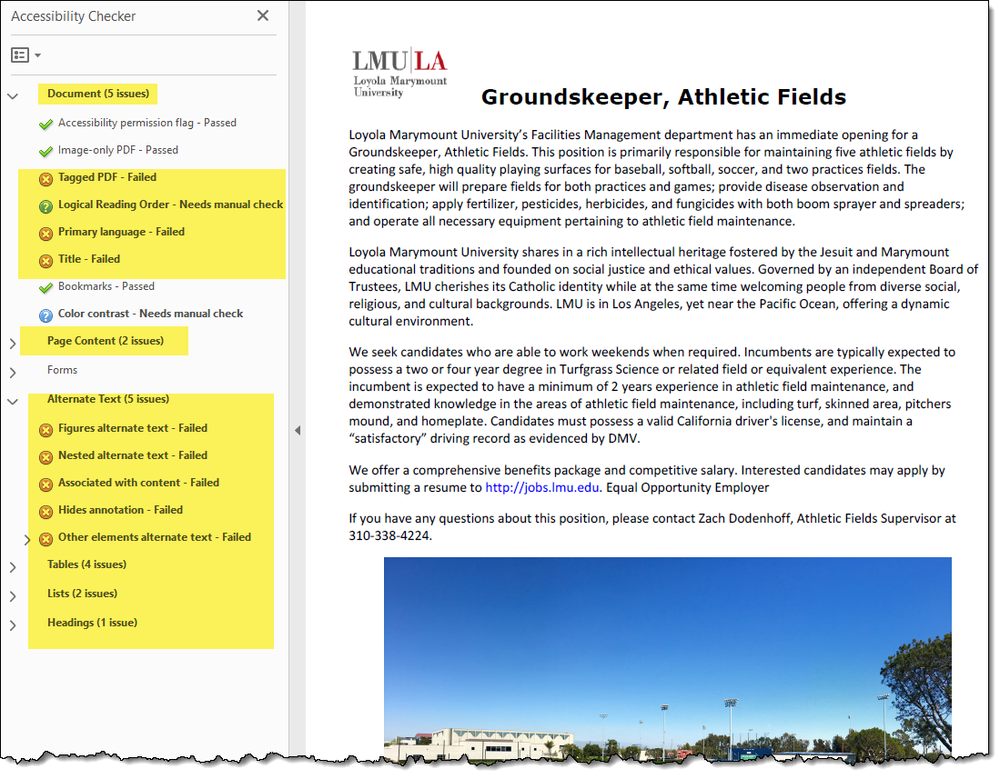 Accessibility Checker
Document (5 issues)
Accessibility permission flag - Passed
Image-only PDF - Passed
Tagged PDF - Failed
Logical Reading Order - Needs manual check
Primary language - Failed
Title - Failed
Bookmarks - Passed
Color contrast - Needs manual check
Page Content (2 issues)
Forms
Alternate Text (5 issues)
Figures alternate text - Failed
Nested alternate text - Failed
Associated with content - Failed
Hides annotation - Failed
Other elements alternate text - Failed
Tables (4 issues)
Lists (2 issues)
Headings (1 issue)
LMU|LA
Loyola Marymount
University
Groundskeeper, Athletic Fields
Loyola Marymount University’s Facilities Management department has an immediate opening for a
Groundskeeper, Athletic Fields. This position is primarily responsible for maintaining five athletic fields by
creating safe, high quality playing surfaces for baseball, softball, soccer, and two practices fields. The
groundskeeper will prepare fields for both practices and games; provide disease observation and
identification; apply fertilizer, pesticides, herbicides, and fungicides with both boom sprayer and spreaders;
and operate all necessary equipment pertaining to athletic field maintenance.
Loyola Marymount University shares in a rich intellectual heritage fostered by the Jesuit and Marymount
educational traditions and founded on social justice and ethical values. Governed by an independent Board of
Trustees, LMU cherishes its Catholic identity while at the same time welcoming people from diverse social,
religious, and cultural backgrounds. LMU is in Los Angeles, yet near the Pacific Ocean, offering a dynamic
cultural environment.
We seek candidates who are able to work weekends when required. Incumbents are typically expected to
possess a two or four year degree in Turfgrass Science or related field or equivalent experience. The
incumbent is expected to have a minimum of 2 years experience in athletic field maintenance, and
demonstrated knowledge in the areas of athletic field maintenance, including turf, skinned area, pitchers
mound, and homeplate. Candidates must possess a valid California driver's license, and maintain a
“satisfactory” driving record as evidenced by DMV.
We offer a comprehensive benefits package and competitive salary. Interested candidates may apply by
submitting a resume to http://jobs.lmu.edu. Equal Opportunity Employer
If you have any questions about this position, please contact Zach Dodenhoff, Athletic Fields Supervisor at
310-338-4224.